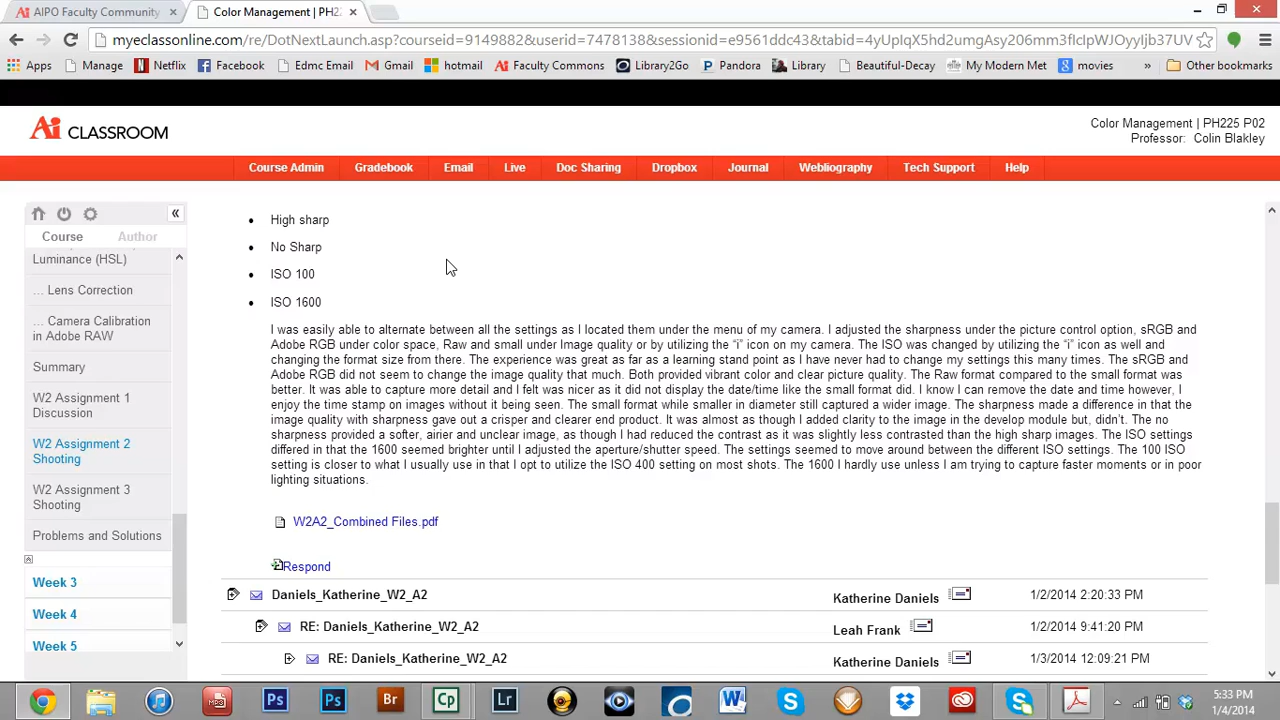 AIPO Faculty Community
Color Management | PH22
myeclassonline.com/re/DotNextLaunch.asp?courseid=9149882&userid=7478138&sessionid=e9561ddc43&tabid=
Apps Manage Netflix Facebook Edmc Email Gmail hotmail Faculty Commons Library2Go Pandora Library Beautiful-Decay My Modern Met movies » Other bookmarks
Ai CLASSROOM
Color Management | PH225 P02
Professor: Colin Blakley
Course Admin Gradebook Email Live Doc Sharing Dropbox Journal Webliography Tech Support Help
«
Course Author
Luminance (HSL)
... Lens Correction
... Camera Calibration
in Adobe RAW
Summary
W2 Assignment 1
Discussion
W2 Assignment 2
Shooting
W2 Assignment 3
Shooting
Problems and Solutions
Week 3
Week 4
Week 5
• High sharp
• No Sharp
• ISO 100
• ISO 1600
I was easily able to alternate between all the settings as I located them under the menu of my camera. I adjusted the sharpness under the picture control option, sRGB and
Adobe RGB under color space, Raw and small under Image quality or by utilizing the “i” icon on my camera. The ISO was changed by utilizing the “i” icon as well and
changing the format size from there. The experience was great as far as a learning stand point as I have never had to change my settings this many times. The sRGB and
Adobe RGB did not seem to change the image quality that much. Both provided vibrant color and clear picture quality. The Raw format compared to the small format was
better. It was able to capture more detail and I felt was nicer as it did not display the date/time like the small format did. I know I can remove the date and time however, I
enjoy the time stamp on images without it being seen. The small format while smaller in diameter still captured a wider image. The sharpness made a difference in that the
image quality with sharpness gave out a crisper and clearer end product. It was almost as though I added clarity to the image in the develop module but, didn’t. The no
sharpness provided a softer, airier and unclear image, as though I had reduced the contrast as it was slightly less contrasted than the high sharp images. The ISO settings
differed in that the 1600 seemed brighter until I adjusted the aperture/shutter speed. The settings seemed to move around between the different ISO settings. The 100 ISO
setting is closer to what I usually use in that I opt to utilize the ISO 400 setting on most shots. The 1600 I hardly use unless I am trying to capture faster moments or in poor
lighting situations.
W2A2_Combined Files.pdf
Respond
Daniels_Katherine_W2_A2 Katherine Daniels 1/2/2014 2:20:33 PM
RE: Daniels_Katherine_W2_A2 Leah Frank 1/2/2014 9:41:20 PM
RE: Daniels_Katherine_W2_A2 Katherine Daniels 1/3/2014 12:09:21 PM
MP3 Ps Ps Br Cp Lr W S S
5:33 PM
1/4/2014